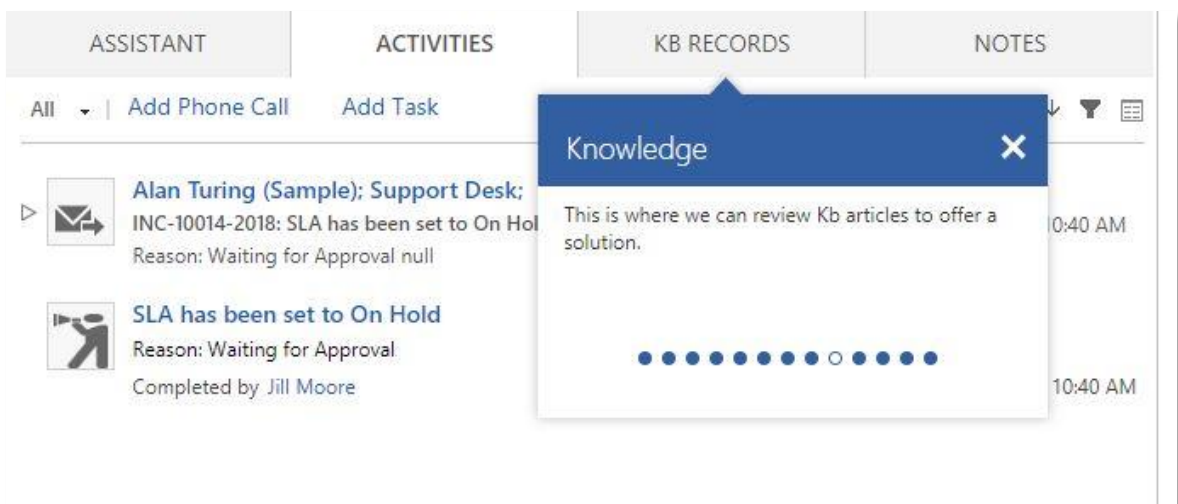 ASSISTANT ACTIVITIES KB RECORDS NOTES
All | Add Phone Call Add Task
Knowledge
This is where we can review Kb articles to offer a
solution.
Alan Turing (Sample); Support Desk;
INC-10014-2018: SLA has been set to On
Reason: Waiting for Approval null
0:40 AM
SLA has been set to On Hold
Reason: Waiting for Approval
Completed by Jill Moore 10:40 AM